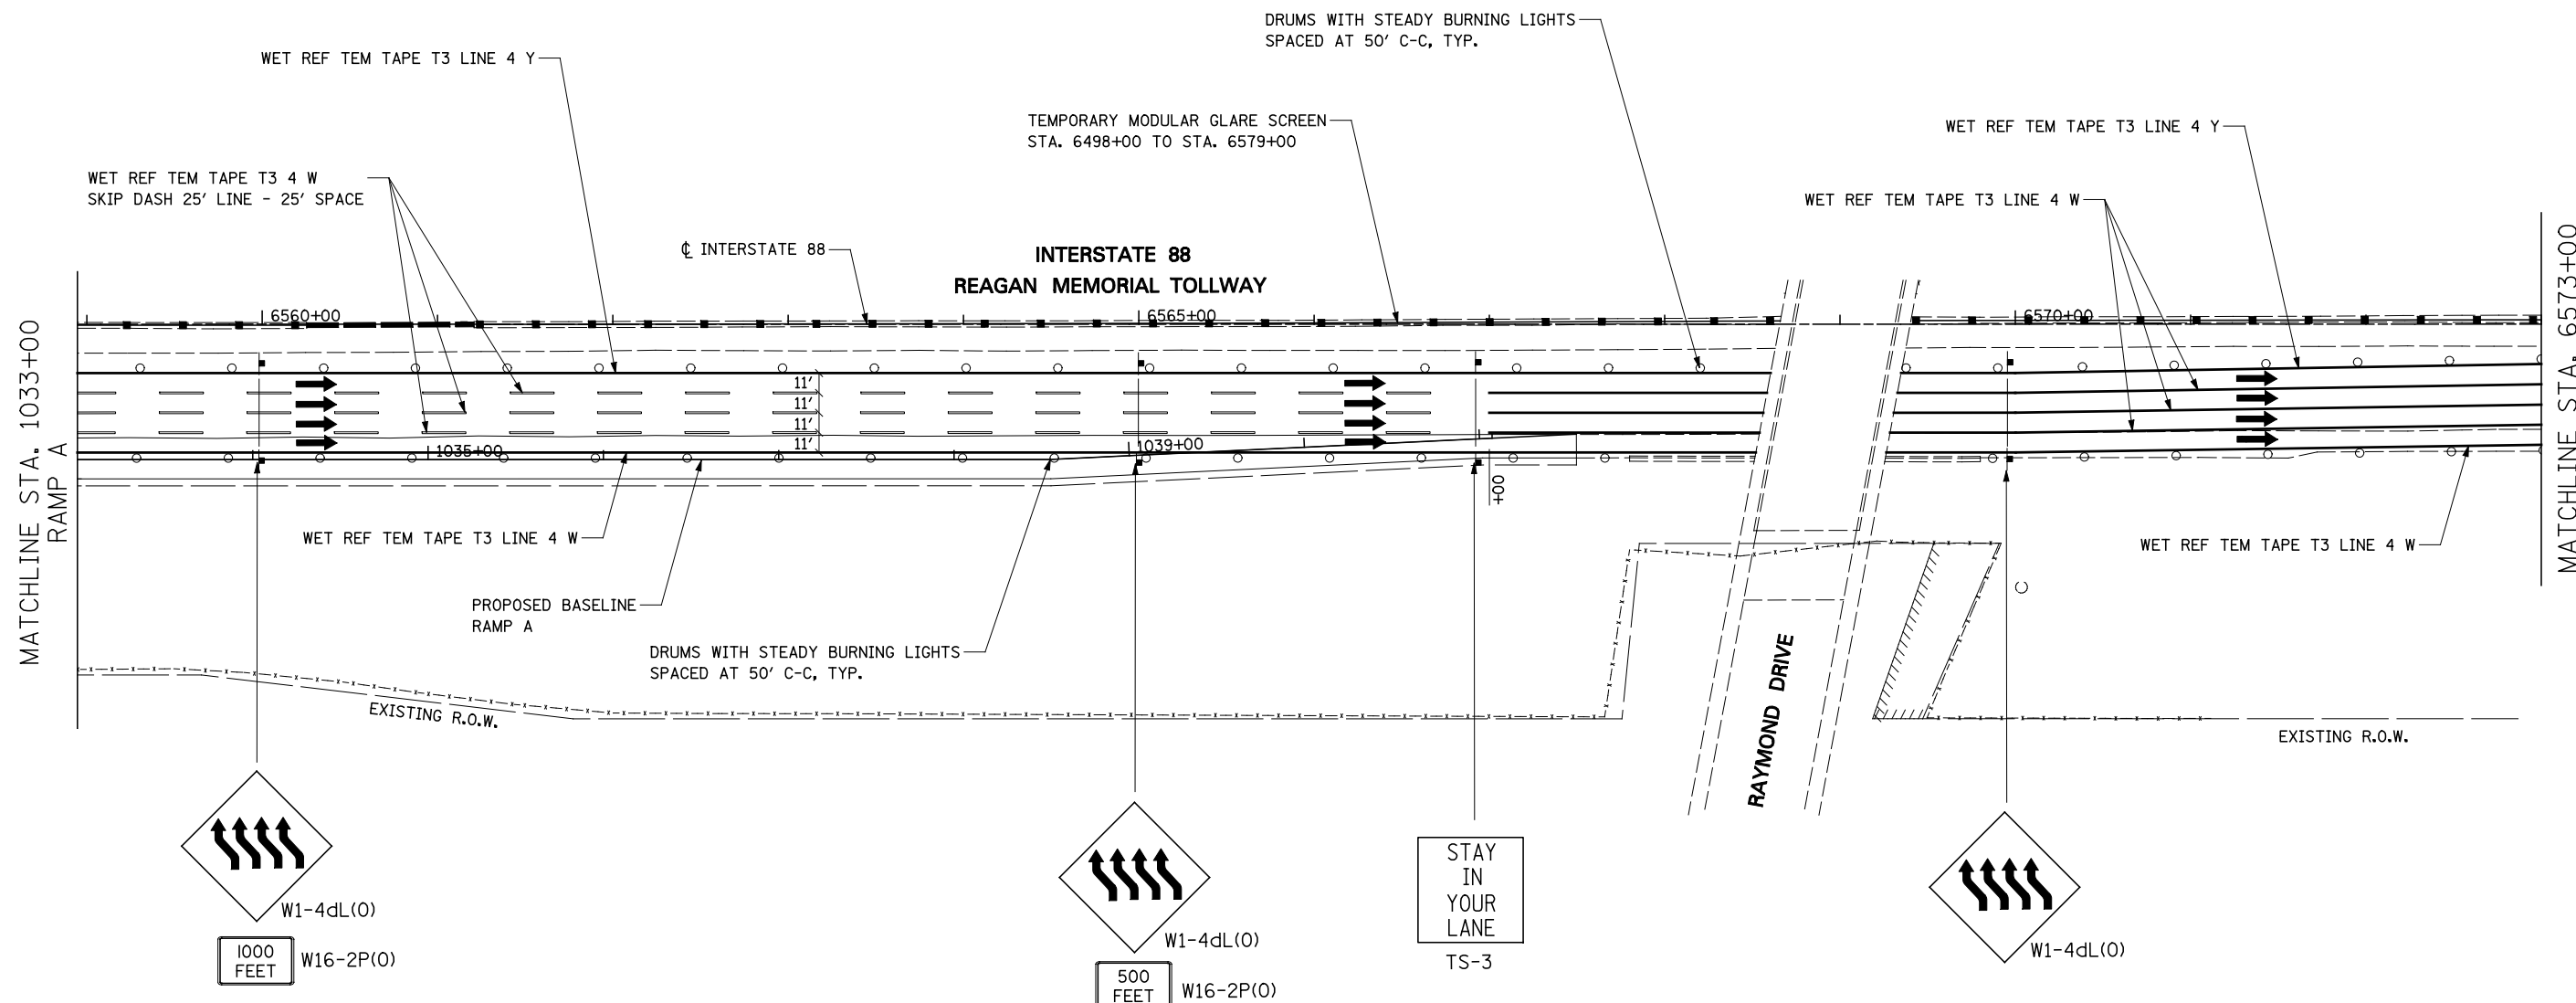 DRUMS WITH STEADY BURNING LIGHTS
SPACED AT 50' C-C, TYP.
WET REF TEM TAPE T3 LINE 4 Y
TEMPORARY MODULAR GLARE SCREEN
STA. 6498+00 TO STA. 6579+00
WET REF TEM TAPE T3 LINE 4 Y
WET REF TEM TAPE T3 4 W
SKIP DASH 25' LINE - 25' SPACE
WET REF TEM TAPE T3 LINE 4 W
℄ INTERSTATE 88
INTERSTATE 88
REAGAN MEMORIAL TOLLWAY
MATCHLINE STA. 1033+00
RAMP A
MATCHLINE STA. 6573+00
6560+00
6565+00
6570+00
11'
11'
11'
11'
1035+00
1039+00
+00
WET REF TEM TAPE T3 LINE 4 W
WET REF TEM TAPE T3 LINE 4 W
PROPOSED BASELINE
RAMP A
DRUMS WITH STEADY BURNING LIGHTS
SPACED AT 50' C-C, TYP.
RAYMOND DRIVE
EXISTING R.O.W.
EXISTING R.O.W.
W1-4dL(O)
1000
FEET
W16-2P(O)
W1-4dL(O)
500
FEET
W16-2P(O)
STAY
IN
YOUR
LANE
TS-3
W1-4dL(O)